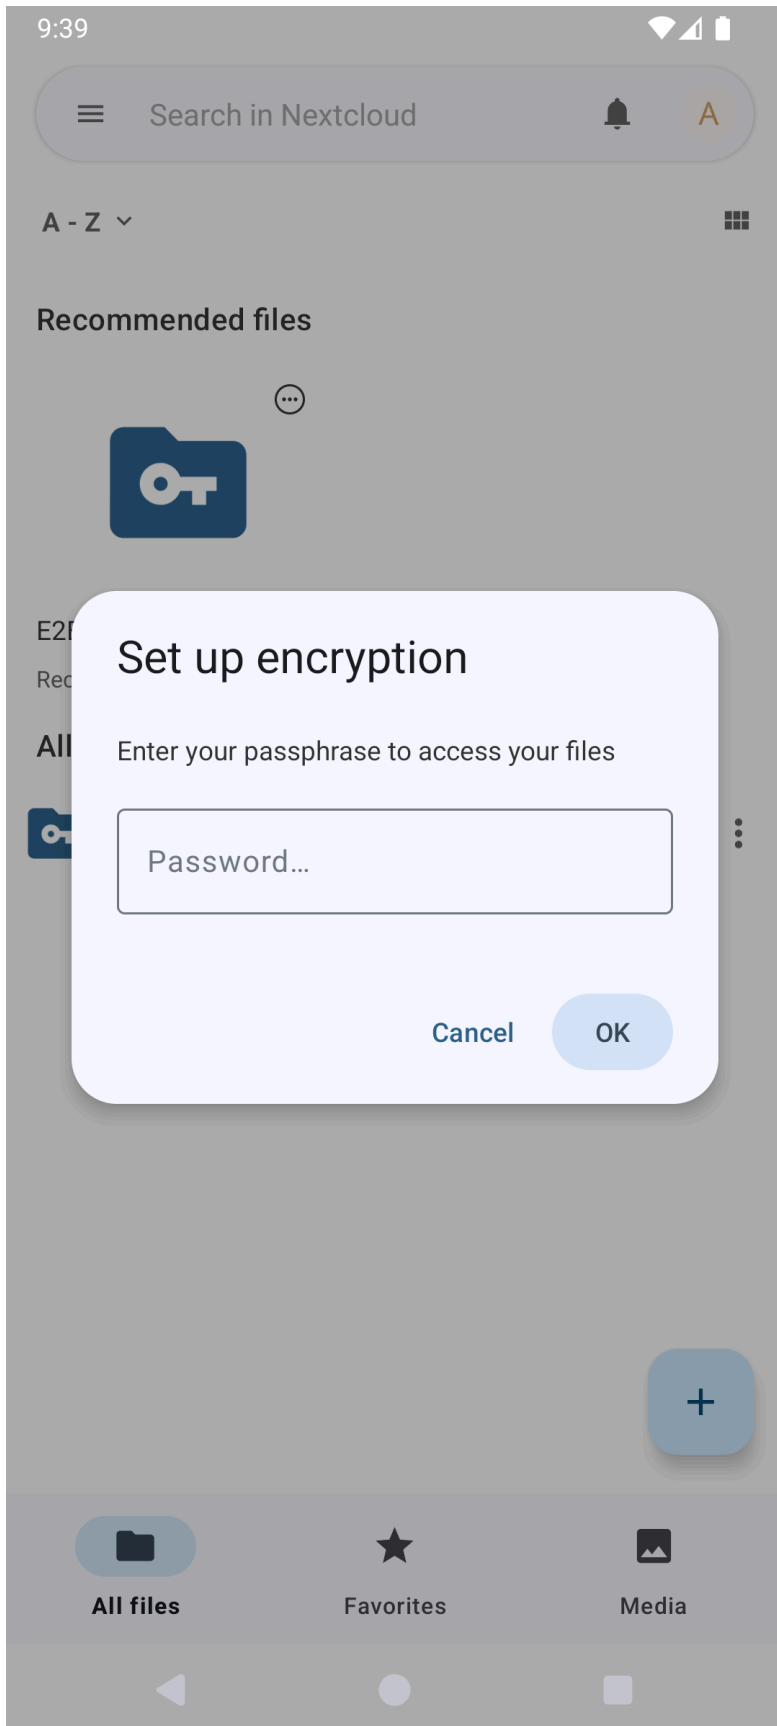 9:39
Search in Nextcloud
A
A - Z
Recommended files
Set up encryption
Enter your passphrase to access your files
All
Password…
Cancel
OK
All files
Favorites
Media